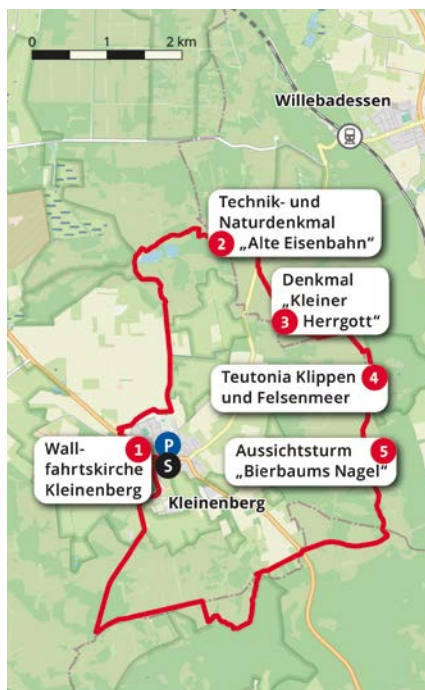 0 1 2 km
Willebadessen
Technik- und
Naturdenkmal
2 „Alte Eisenbahn“
Denkmal
„Kleiner
3 Herrgott“
Teutonia Klippen 4
und Felsenmeer
Wall- 1
fahrtskirche
Kleinenberg
P
S
Aussichtsturm 5
„Bierbaums Nagel“
Kleinenberg